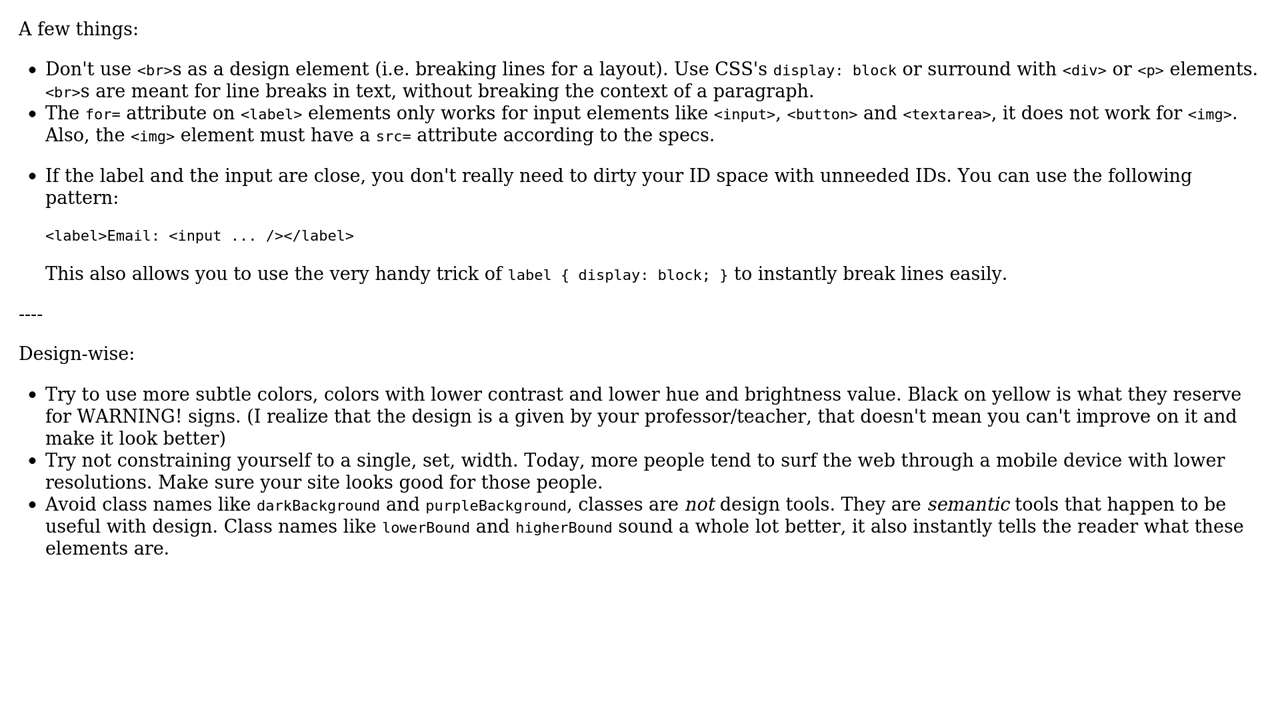 A few things:
• Don't use <br>s as a design element (i.e. breaking lines for a layout). Use CSS's display: block or surround with <div> or <p> elements.
<br>s are meant for line breaks in text, without breaking the context of a paragraph.
• The for= attribute on <label> elements only works for input elements like <input>, <button> and <textarea>, it does not work for <img>.
Also, the <img> element must have a src= attribute according to the specs.
• If the label and the input are close, you don't really need to dirty your ID space with unneeded IDs. You can use the following
pattern:
<label>Email: <input ... /></label>
This also allows you to use the very handy trick of label { display: block; } to instantly break lines easily.
----
Design-wise:
• Try to use more subtle colors, colors with lower contrast and lower hue and brightness value. Black on yellow is what they reserve
for WARNING! signs. (I realize that the design is a given by your professor/teacher, that doesn't mean you can't improve on it and
make it look better)
• Try not constraining yourself to a single, set, width. Today, more people tend to surf the web through a mobile device with lower
resolutions. Make sure your site looks good for those people.
• Avoid class names like darkBackground and purpleBackground, classes are not design tools. They are semantic tools that happen to be
useful with design. Class names like lowerBound and higherBound sound a whole lot better, it also instantly tells the reader what these
elements are.